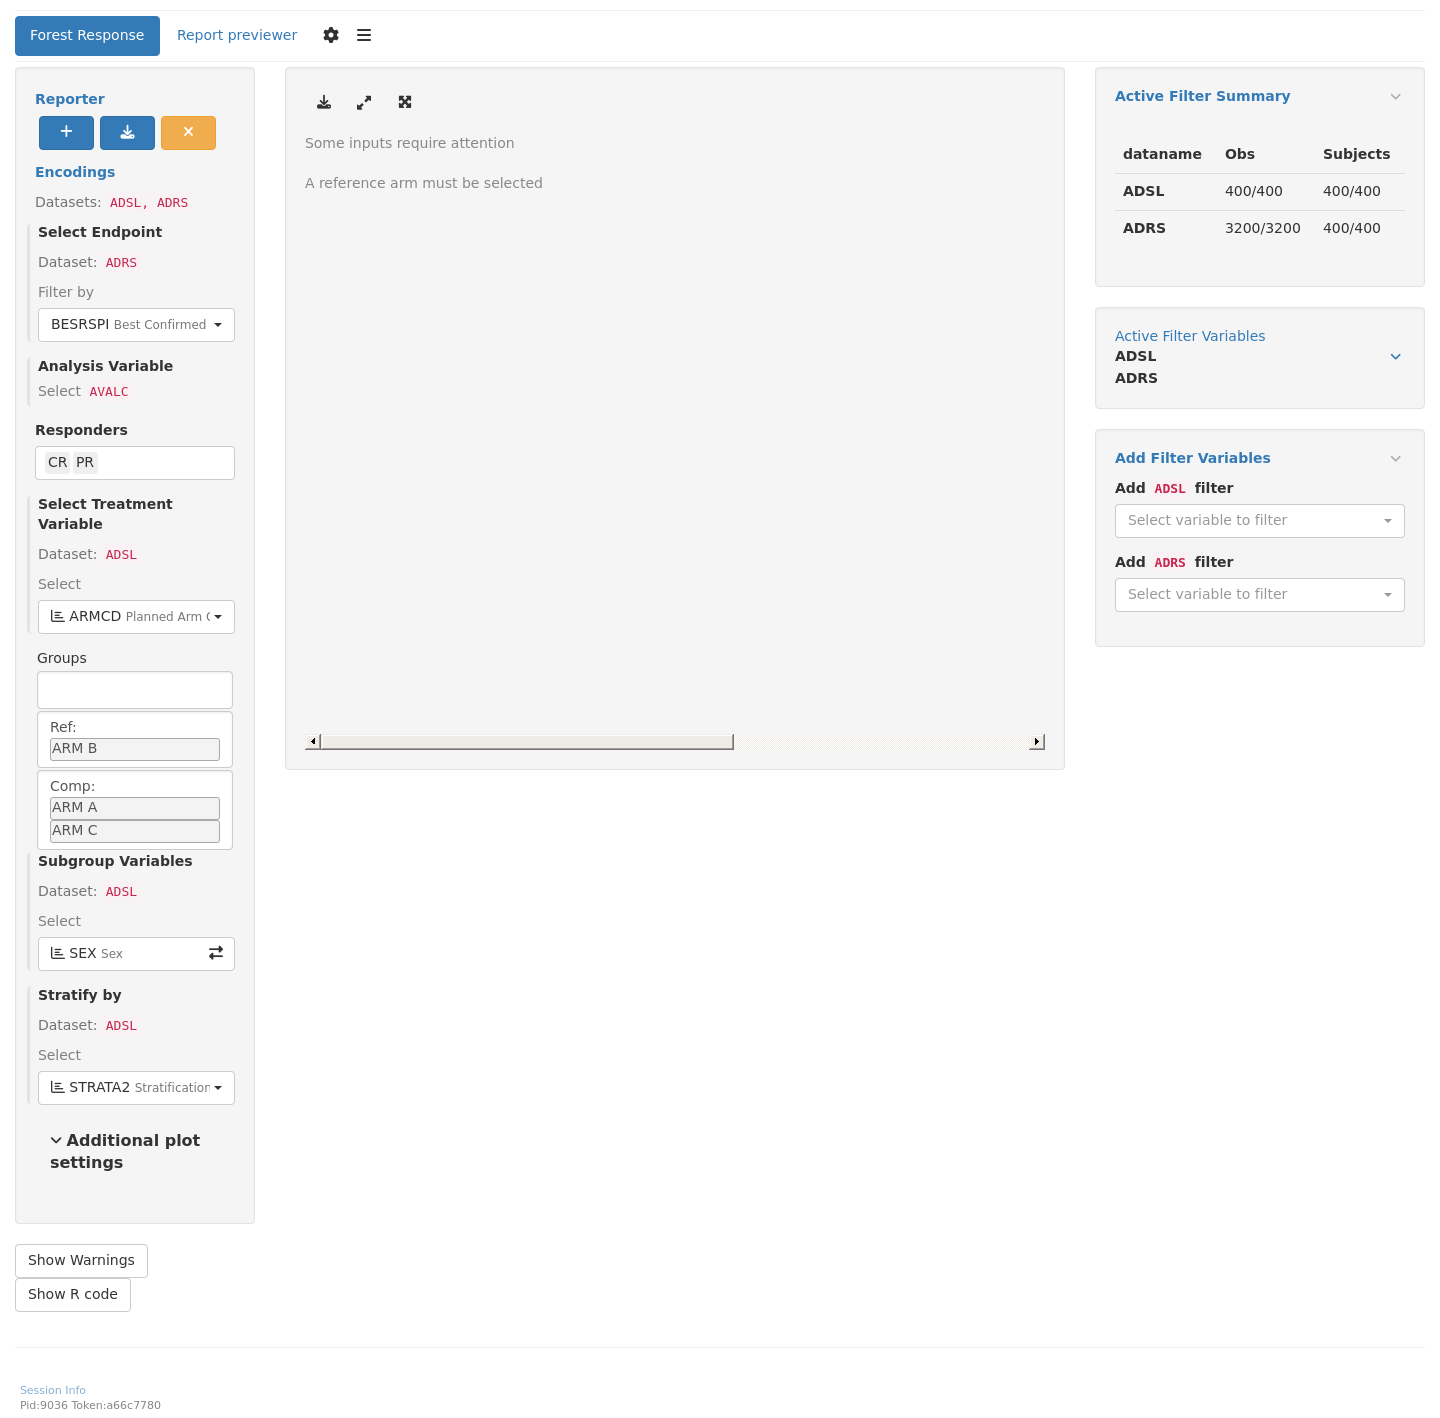 Forest Response
Report previewer
Reporter
Encodings
Datasets: ADSL, ADRS
Select Endpoint
Dataset: ADRS
Filter by
BESRSPI Best Confirmed
Analysis Variable
Select AVALC
Responders
CR PR
Select Treatment
Variable
Dataset: ADSL
Select
ARMCD Planned Arm
Groups
Ref:
ARM B
Comp:
ARM A
ARM C
Subgroup Variables
Dataset: ADSL
Select
SEX Sex
Stratify by
Dataset: ADSL
Select
STRATA2 Stratification
Additional plot
settings
Show Warnings
Show R code
Some inputs require attention
A reference arm must be selected
Active Filter Summary
dataname Obs Subjects
ADSL 400/400 400/400
ADRS 3200/3200 400/400
Active Filter Variables
ADSL
ADRS
Add Filter Variables
Add ADSL filter
Select variable to filter
Add ADRS filter
Select variable to filter
Session Info
Pid:9036 Token:a66c7780